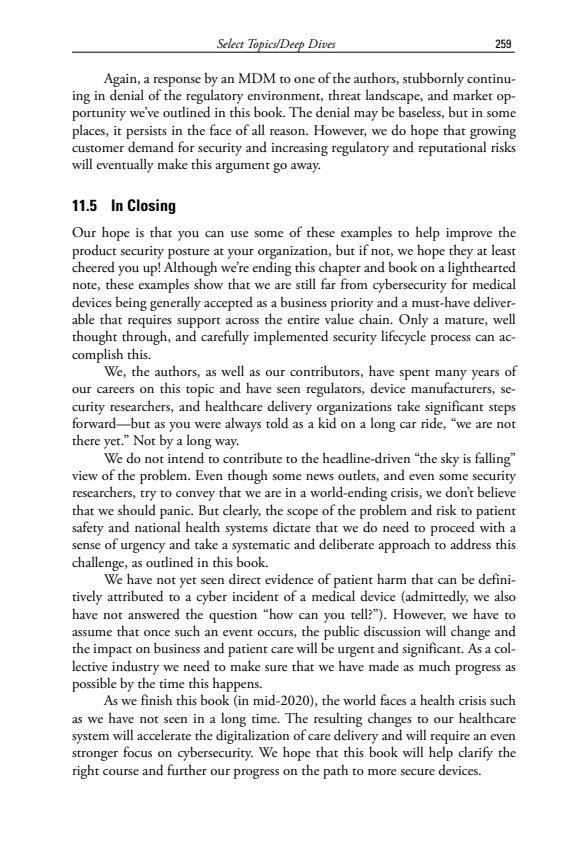 Select Topics/Deep Dives 259
Again, a response by an MDM to one of the authors, stubbornly continu-
ing in denial of the regulatory environment, threat landscape, and market op-
portunity we've outlined in this book. The denial may be baseless, but in some
places, it persists in the face of all reason. However, we do hope that growing
customer demand for security and increasing regulatory and reputational risks
will eventually make this argument go away.
11.5 In Closing
Our hope is that you can use some of these examples to help improve the
product security posture at your organization, but if not, we hope they at least
cheered you up! Although we're ending this chapter and book on a lighthearted
note, these examples show that we are still far from cybersecurity for medical
devices being generally accepted as a business priority and a must-have deliver-
able that requires support across the entire value chain. Only a mature, well
thought through, and carefully implemented security lifecycle process can ac-
complish this.
We, the authors, as well as our contributors, have spent many years of
our careers on this topic and have seen regulators, device manufacturers, se-
curity researchers, and healthcare delivery organizations take significant steps
forward—but as you were always told as a kid on a long car ride, “we are not
there yet.” Not by a long way.
We do not intend to contribute to the headline-driven “the sky is falling”
view of the problem. Even though some news outlets, and even some security
researchers, try to convey that we are in a world-ending crisis, we don't believe
that we should panic. But clearly, the scope of the problem and risk to patient
safety and national health systems dictate that we do need to proceed with a
sense of urgency and take a systematic and deliberate approach to address this
challenge, as outlined in this book.
We have not yet seen direct evidence of patient harm that can be defini-
tively attributed to a cyber incident of a medical device (admittedly, we also
have not answered the question “how can you tell?”). However, we have to
assume that once such an event occurs, the public discussion will change and
the impact on business and patient care will be urgent and significant. As a col-
lective industry we need to make sure that we have made as much progress as
possible by the time this happens.
As we finish this book (in mid-2020), the world faces a health crisis such
as we have not seen in a long time. The resulting changes to our healthcare
system will accelerate the digitalization of care delivery and will require an even
stronger focus on cybersecurity. We hope that this book will help clarify the
right course and further our progress on the path to more secure devices.